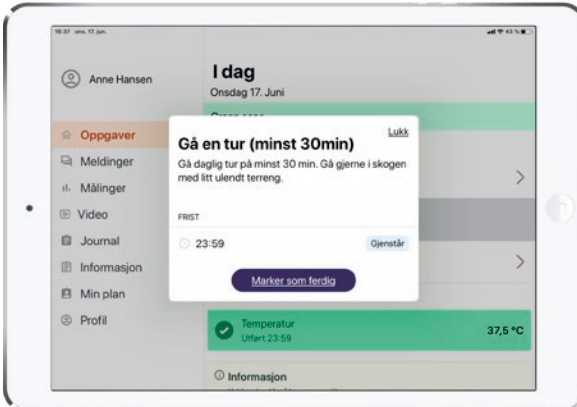 16:37 ons. 17. jun.
43 %
Anne Hansen
Oppgaver
Meldinger
Målinger
Video
Journal
Informasjon
Min plan
Profil
I dag
Onsdag 17. Juni
Lukk
Gå en tur (minst 30min)
Gå daglig tur på minst 30 min. Gå gjerne i skogen
med litt ulendt terreng.
FRIST
23:59
Gjenstår
Marker som ferdig
Temperatur
Utført 23:59
37,5 °C
Informasjon